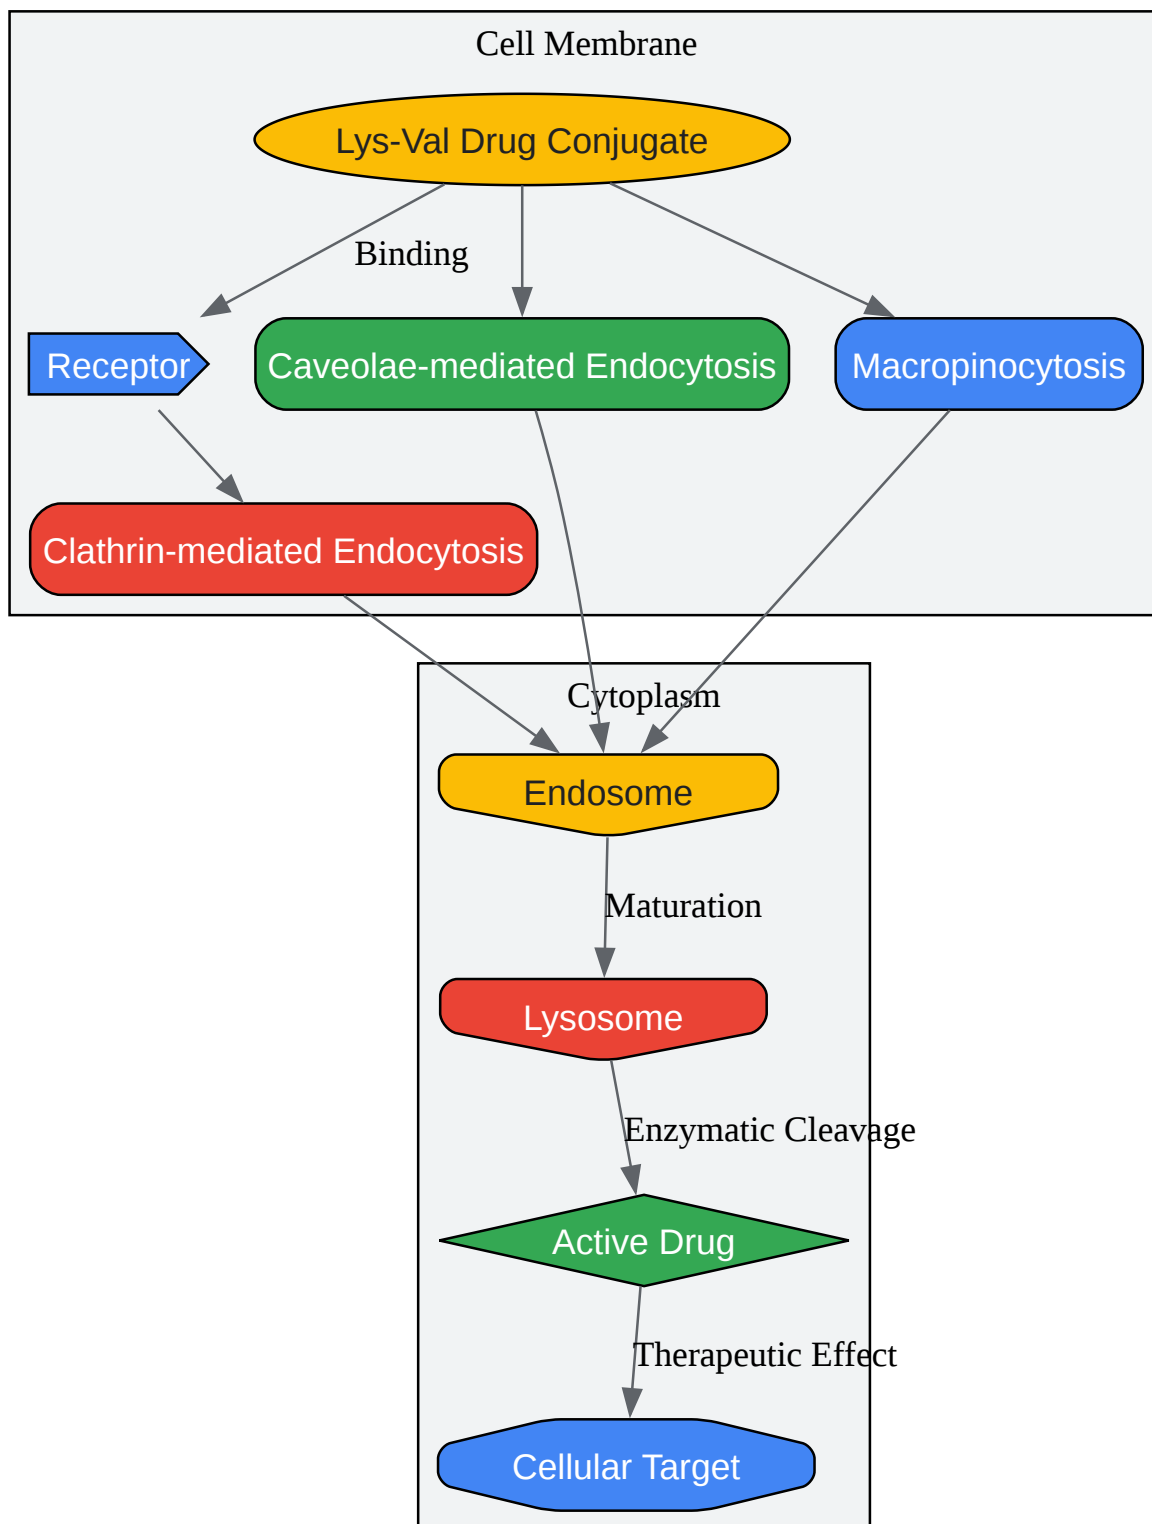 Cell Membrane
Lys-Val Drug Conjugate
Binding
Receptor
Caveolae-mediated Endocytosis
Macropinocytosis
Clathrin-mediated Endocytosis
Cytoplasm
Endosome
Maturation
Lysosome
Enzymatic Cleavage
Active Drug
Therapeutic Effect
Cellular Target